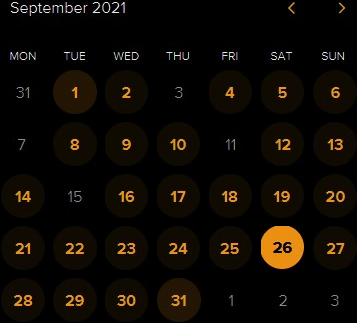 September 2021
MON TUE WED THU FRI SAT SUN
31 1 2 3 4 5 6
7 8 9 10 11 12 13
14 15 16 17 18 19 20
21 22 23 24 25 26 27
28 29 30 31 1 2 3